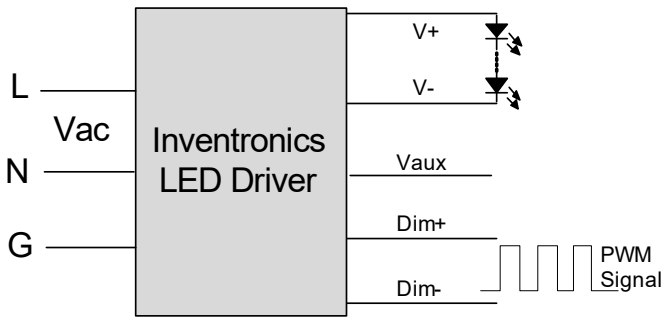 L
Vac
N
G
Inventronics
LED Driver
V+
V-
Vaux
Dim+
Dim-
PWM
Signal